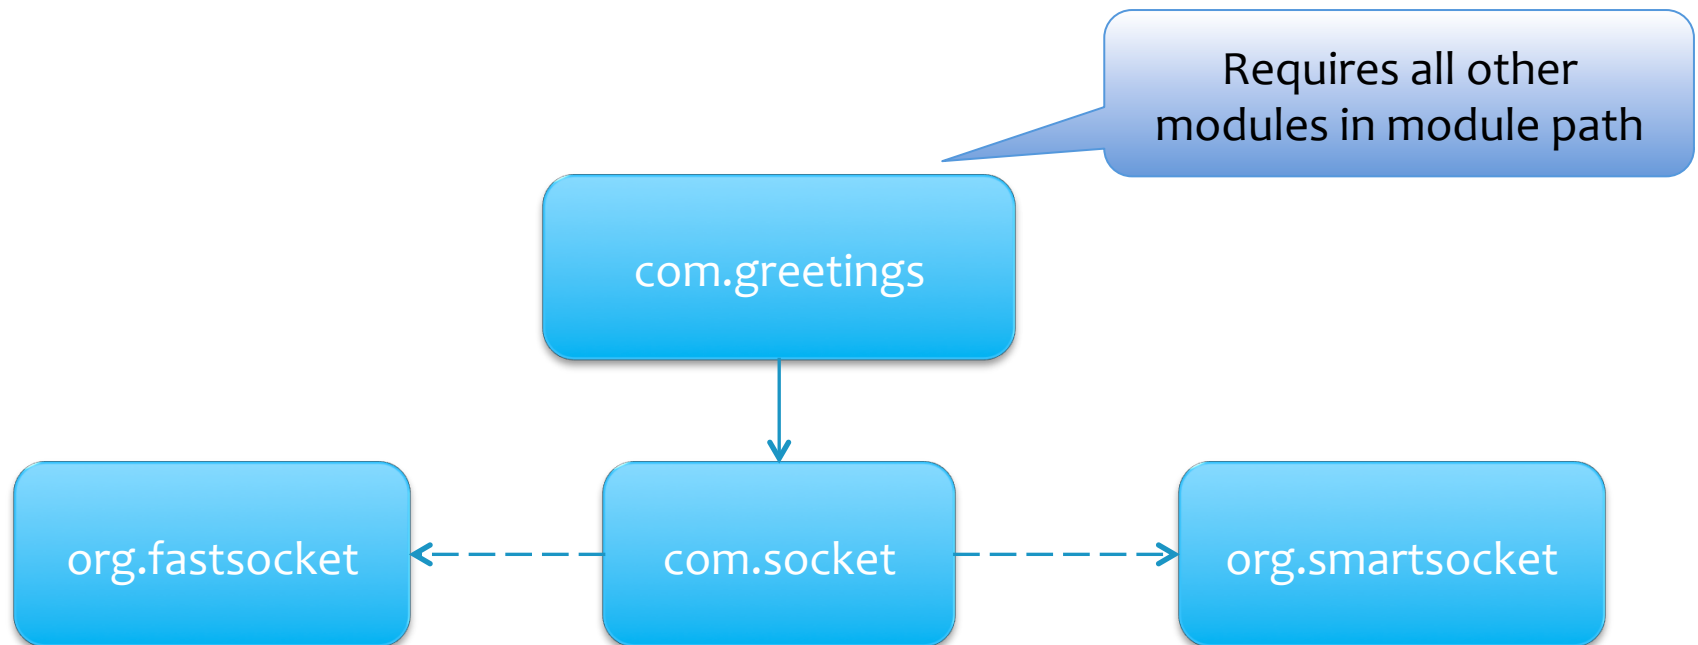 Requires all other
modules in module path
com.greetings
org.fastsocket
com.socket
org.smartsocket